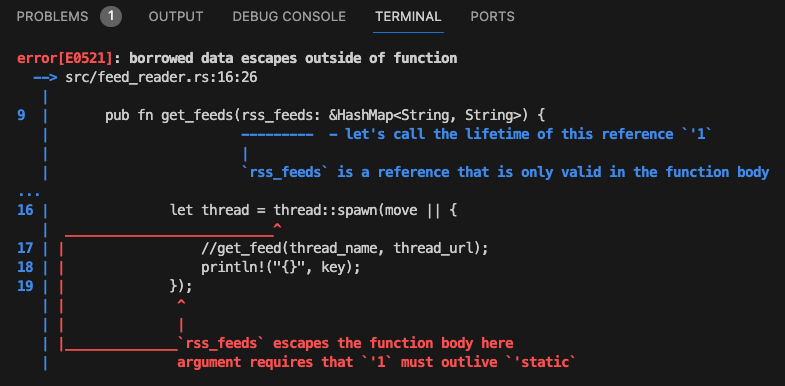 PROBLEMS 1 OUTPUT DEBUG CONSOLE TERMINAL PORTS
error[E0521]: borrowed data escapes outside of function
--> src/feed_reader.rs:16:26
|
9 | pub fn get_feeds(rss_feeds: &HashMap<String, String>) {
| --------- - let's call the lifetime of this reference `'1`
| |
| `rss_feeds` is a reference that is only valid in the function body
...
16 | let thread = thread::spawn(move || {
| __________________________^
17 | | //get_feed(thread_name, thread_url);
18 | | println!("{}", key);
19 | | });
| | ^
| | |
| |______________`rss_feeds` escapes the function body here
| argument requires that `'1` must outlive `'static`